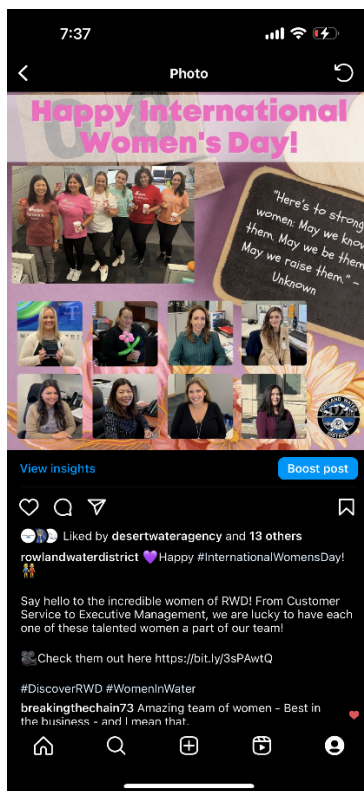 7:37
Photo
08
Happy International
Women's Day!
"Here's to strong
women: May we know
them. May we be them.
May we raise them." –
Unknown
ROWLAND WATER
DISTRICT
View insights
Boost post
Liked by desertwateragency and 13 others
rowlandwaterdistrict 💜Happy #InternationalWomensDay!
👭
Say hello to the incredible women of RWD! From Customer
Service to Executive Management, we are lucky to have each
one of these talented women a part of our team!
🎥Check them out here https://bit.ly/3sPAwtQ
#DiscoverRWD #WomenInWater
breakingthechain73 Amazing team of women - Best in
the business - and I mean that.